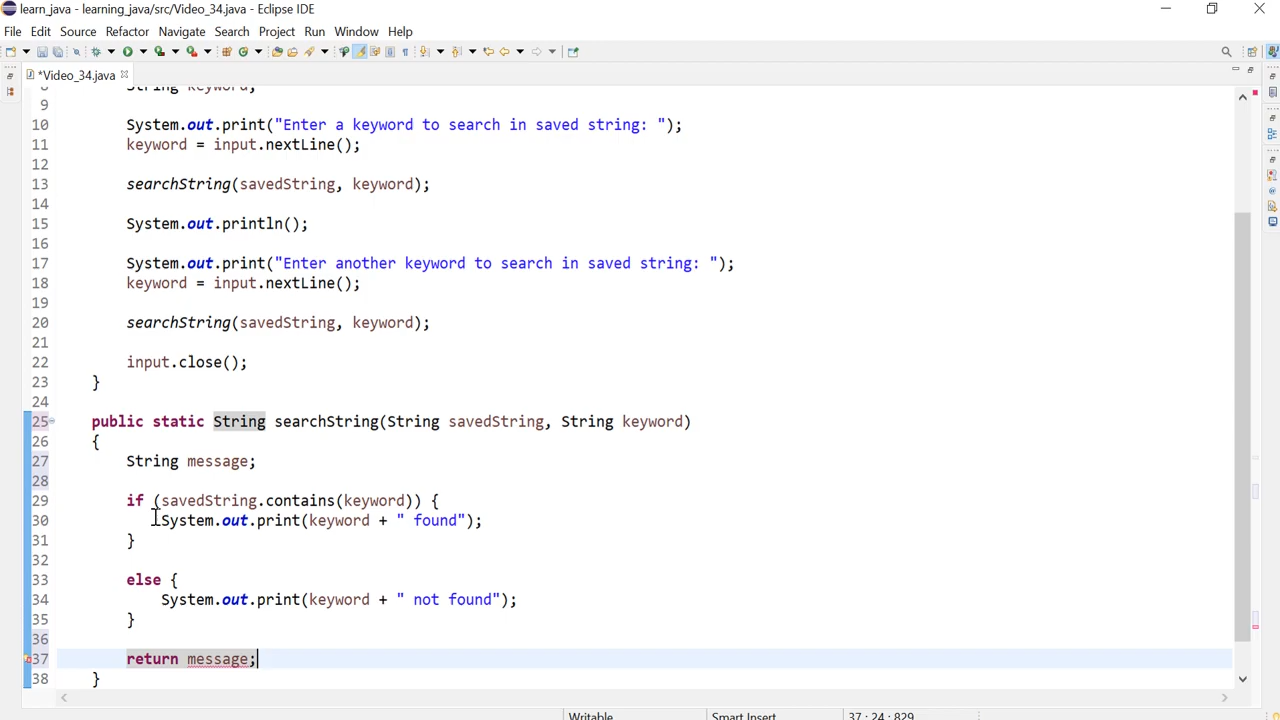 learn_java - learning_java/src/Video_34.java - Eclipse IDE
File Edit Source Refactor Navigate Search Project Run Window Help
*Video_34.java
8 String keyword;
9
10 System.out.print("Enter a keyword to search in saved string: ");
11 keyword = input.nextLine();
12
13 searchString(savedString, keyword);
14
15 System.out.println();
16
17 System.out.print("Enter another keyword to search in saved string: ");
18 keyword = input.nextLine();
19
20 searchString(savedString, keyword);
21
22 input.close();
23 }
24
25 public static String searchString(String savedString, String keyword)
26 {
27 String message;
28
29 if (savedString.contains(keyword)) {
30 System.out.print(keyword + " found");
31 }
32
33 else {
34 System.out.print(keyword + " not found");
35 }
36
37 return message;
38 }
Writable Smart Insert 37 : 24 : 829